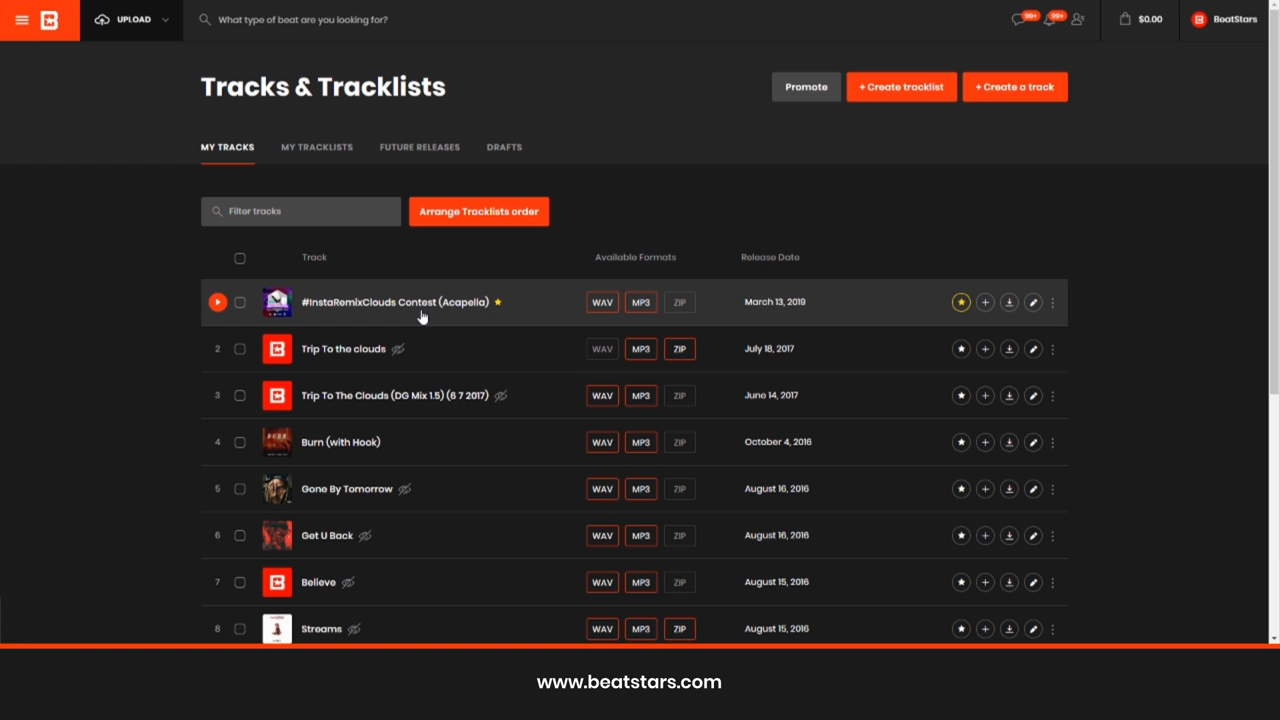 UPLOAD
What type of beat are you looking for?
99+
99+
$0.00
BeatStars
Tracks & Tracklists
Promote
+ Create tracklist
+ Create a track
MY TRACKS
MY TRACKLISTS
FUTURE RELEASES
DRAFTS
Filter tracks
Arrange Tracklists order
Track Available Formats Release Date
#InstaRemixClouds Contest (Acapella) WAV MP3 ZIP March 13, 2019
2 Trip To the clouds WAV MP3 ZIP July 18, 2017
3 Trip To The Clouds (DG Mix 1.5) (6 7 2017) WAV MP3 ZIP June 14, 2017
4 Burn (with Hook) WAV MP3 ZIP October 4, 2016
5 Gone By Tomorrow WAV MP3 ZIP August 16, 2016
6 Get U Back WAV MP3 ZIP August 16, 2016
7 Believe WAV MP3 ZIP August 15, 2016
8 Streams WAV MP3 ZIP August 15, 2016
www.beatstars.com